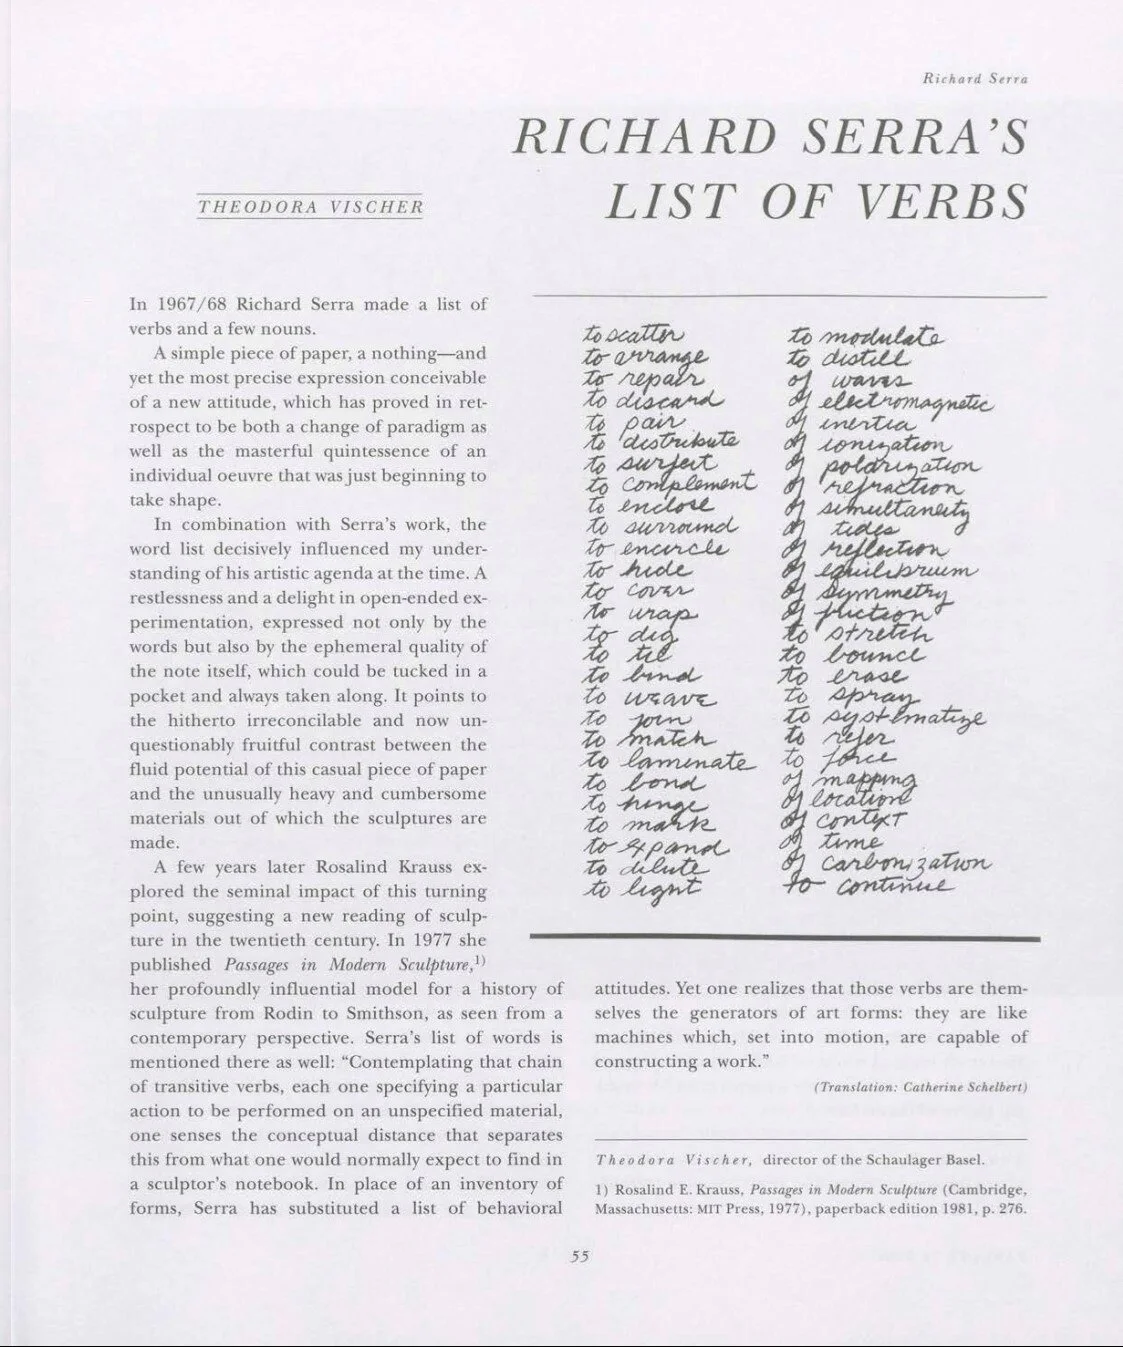 Richard Serra
RICHARD SERRA'S
LIST OF VERBS
THEODORA VISCHER
In 1967/68 Richard Serra made a list of
verbs and a few nouns.
A simple piece of paper, a nothing—and
yet the most precise expression conceivable
of a new attitude, which has proved in ret-
rospect to be both a change of paradigm as
well as the masterful quintessence of an
individual oeuvre that was just beginning to
take shape.
In combination with Serra's work, the
word list decisively influenced my under-
standing of his artistic agenda at the time. A
restlessness and a delight in open-ended ex-
perimentation, expressed not only by the
words but also by the ephemeral quality of
the note itself, which could be tucked in a
pocket and always taken along. It points to
the hitherto irreconcilable and now un-
questionably fruitful contrast between the
fluid potential of this casual piece of paper
and the unusually heavy and cumbersome
materials out of which the sculptures are
made.
A few years later Rosalind Krauss ex-
plored the seminal impact of this turning
point, suggesting a new reading of sculp-
ture in the twentieth century. In 1977 she
published Passages in Modern Sculpture,1)
her profoundly influential model for a history of
sculpture from Rodin to Smithson, as seen from a
contemporary perspective. Serra's list of words is
mentioned there as well: "Contemplating that chain
of transitive verbs, each one specifying a particular
action to be performed on an unspecified material,
one senses the conceptual distance that separates
this from what one would normally expect to find in
a sculptor's notebook. In place of an inventory of
forms, Serra has substituted a list of behavioral
to scatter
to arrange
to repair
to discard
to pair
to distribute
to surfeit
to complement
to enclose
to surround
to encircle
to hide
to cover
to wrap
to dig
to tie
to bind
to weave
to join
to match
to laminate
to bond
to hinge
to mark
to expand
to dilute
to light
to modulate
to distill
of waves
of electromagnetic
of inertia
of ionization
of polarization
of refraction
of simultaneity
of tides
of reflection
of equilibrium
of symmetry
of friction
to stretch
to bounce
to erase
to spray
to systematize
to refer
to force
of mapping
of location
of context
of time
of carbonization
to continue
attitudes. Yet one realizes that those verbs are them-
selves the generators of art forms: they are like
machines which, set into motion, are capable of
constructing a work."
(Translation: Catherine Schelbert)
Theodora Vischer, director of the Schaulager Basel.
1) Rosalind E. Krauss, Passages in Modern Sculpture (Cambridge,
Massachusetts: MIT Press, 1977), paperback edition 1981, p. 276.
55